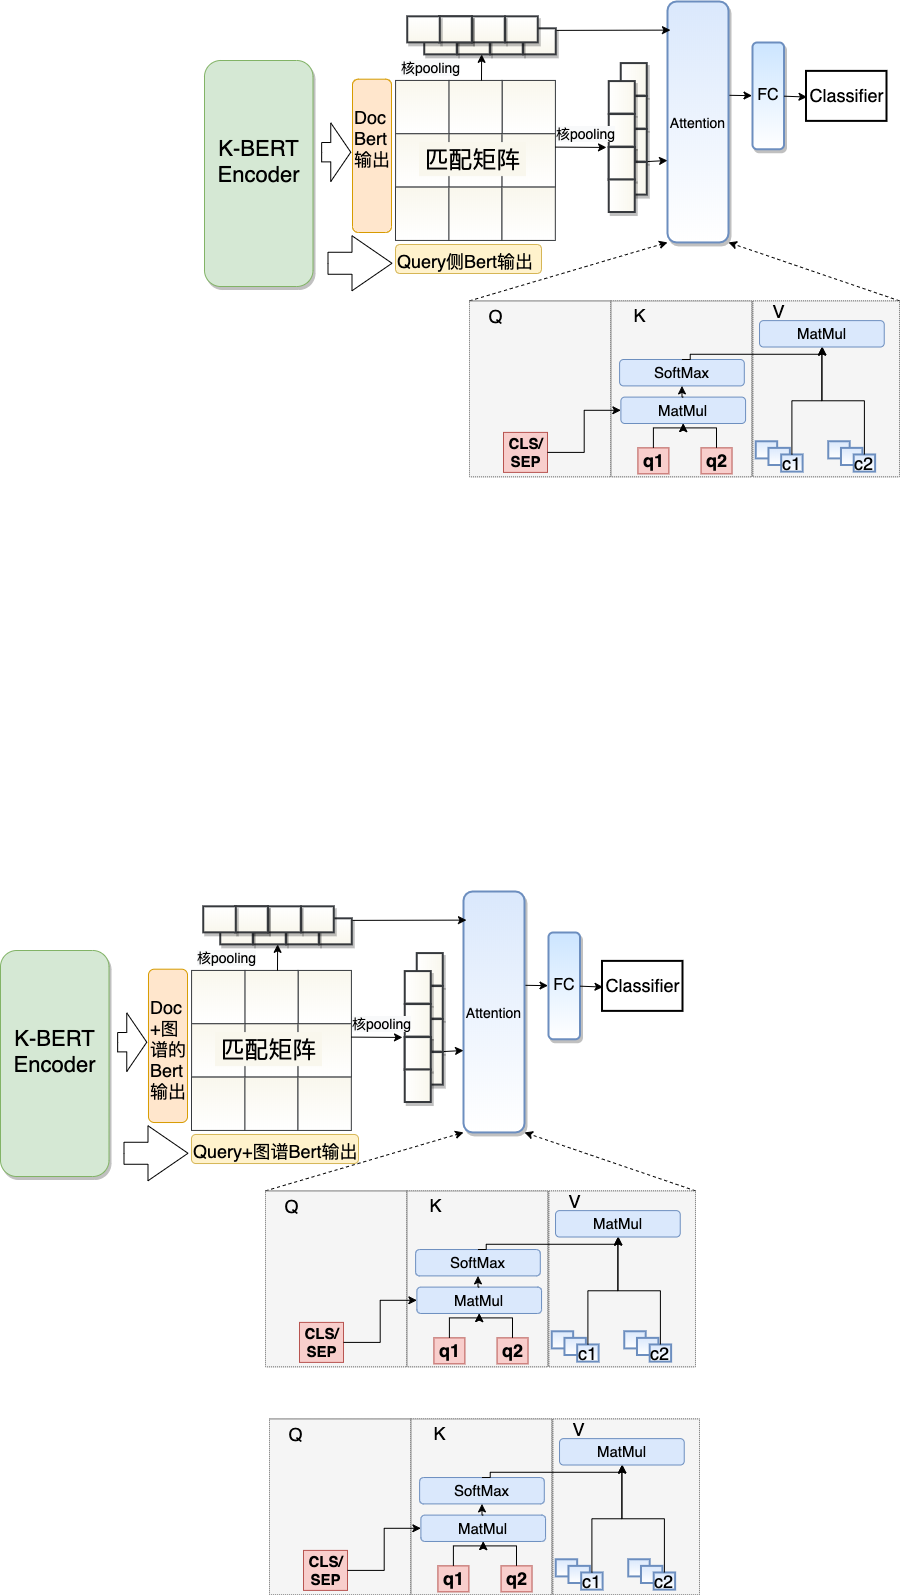 核pooling
K-BERT
Encoder
Doc
Bert
输出
匹配矩阵
核pooling
Attention
FC
Classifier
Query侧Bert输出
Q
K
V
MatMul
SoftMax
MatMul
CLS/
SEP
q1
q2
c1
c2
核pooling
K-BERT
Encoder
Doc
+图
谱的
Bert
输出
匹配矩阵
核pooling
Attention
FC
Classifier
Query+图谱Bert输出
Q
K
V
MatMul
SoftMax
MatMul
CLS/
SEP
q1
q2
c1
c2
Q
K
V
MatMul
SoftMax
MatMul
CLS/
SEP
q1
q2
c1
c2